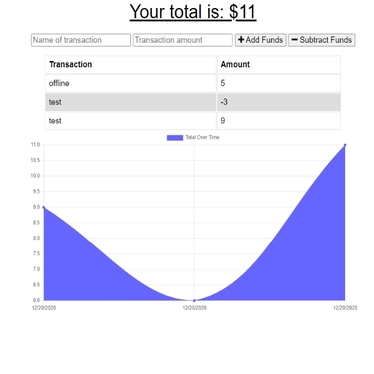 Your total is: $11
Name of transaction Transaction amount + Add Funds − Subtract Funds
Transaction Amount
offline 5
test -3
test 9
Total Over Time
11.0
10.5
10.0
9.5
9.0
8.5
8.0
7.5
7.0
6.5
6.0
12/20/2020 12/20/2020 12/20/2020